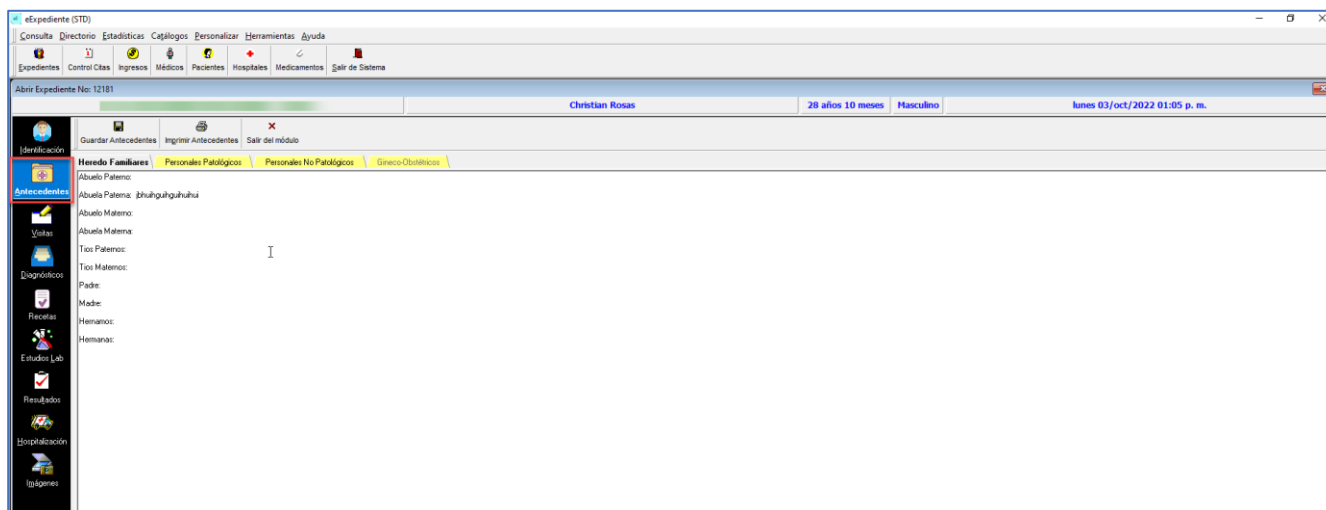 eExpediente (STD)
Consulta Directorio Estadísticas Catálogos Personalizar Herramientas Ayuda
Expedientes Control Citas Ingresos Médicos Pacientes Hospitales Medicamentos Salir de Sistema
Abrir Expediente No: 12181
Christian Rosas 28 años 10 meses Masculino lunes 03/oct/2022 01:05 p. m.
Identificación
Antecedentes
Visitas
Diagnósticos
Recetas
Estudios Lab
Resultados
Hospitalización
Imágenes
Guardar Antecedentes Imprimir Antecedentes Salir del módulo
Heredo Familiares Personales Patológicos Personales No Patológicos Gineco-Obstétricos
Abuelo Paterno:
Abuela Paterna: jbhuihguihguihuihui
Abuelo Materno:
Abuela Materna:
Tios Paternos:
Tios Maternos:
Padre:
Madre:
Hermamos:
Hermanas: